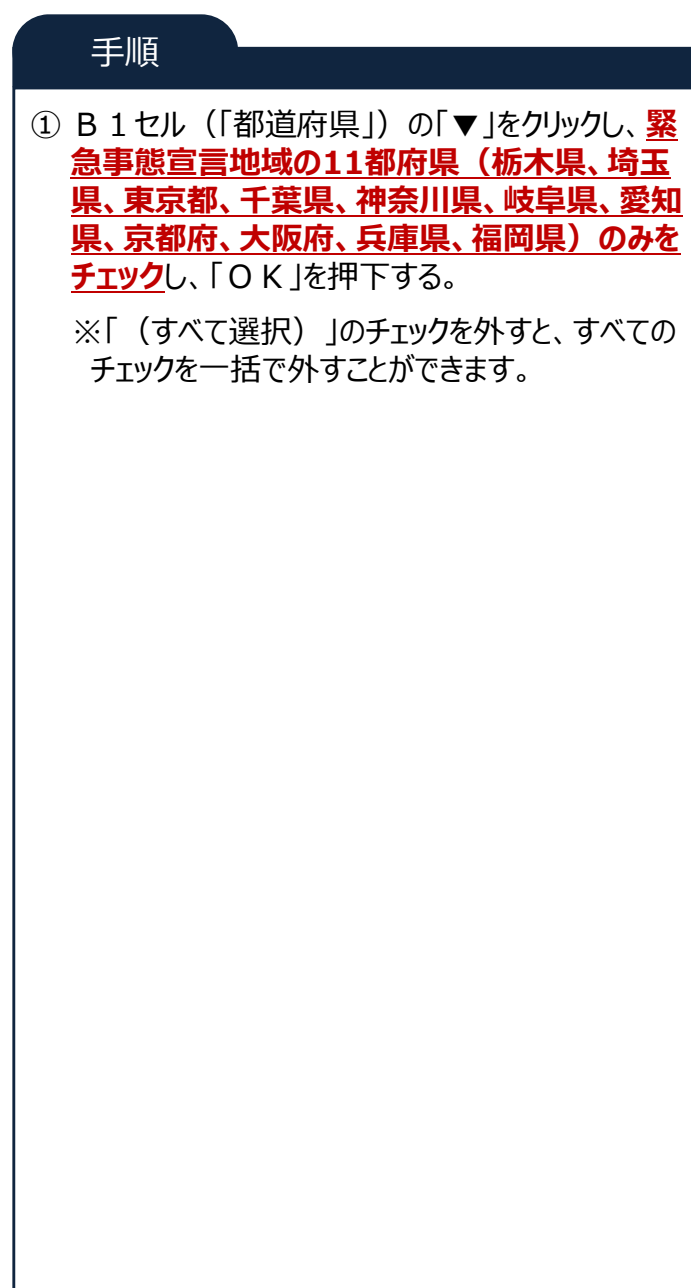 手順
① Ｂ１セル（「都道府県」）の「▼」をクリックし、緊
急事態宣言地域の11都府県（栃木県、埼玉
県、東京都、千葉県、神奈川県、岐阜県、愛知
県、京都府、大阪府、兵庫県、福岡県）のみを
チェックし、「ＯＫ」を押下する。
※「（すべて選択）」のチェックを外すと、すべての
チェックを一括で外すことができます。